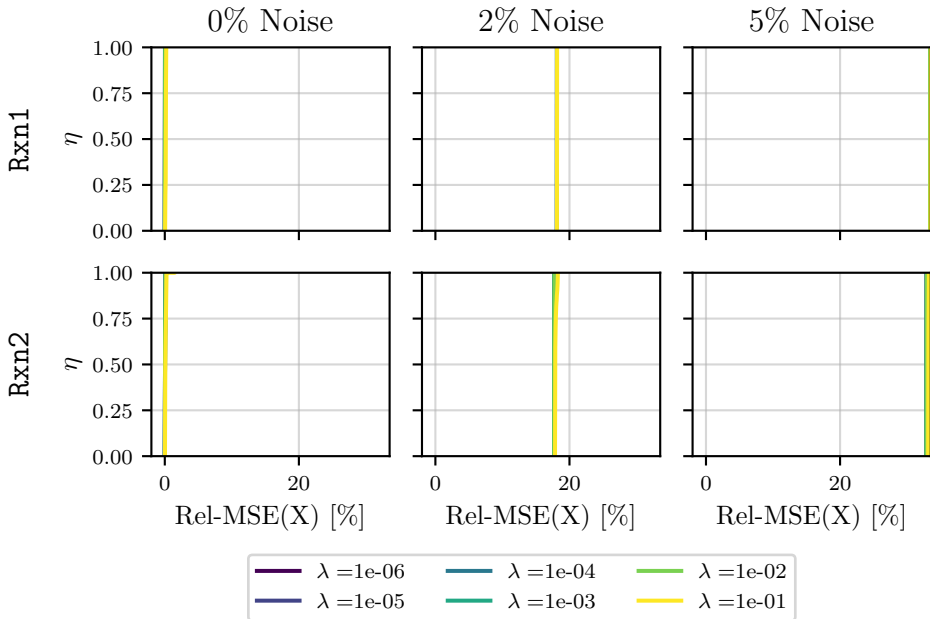 0% Noise 2% Noise 5% Noise
Rxn1
η
1.00
0.75
0.50
0.25
0.00
Rxn2
η
1.00
0.75
0.50
0.25
0.00
0 20 0 20 0 20
Rel-MSE(X) [%] Rel-MSE(X) [%] Rel-MSE(X) [%]
λ =1e-06 λ =1e-04 λ =1e-02
λ =1e-05 λ =1e-03 λ =1e-01